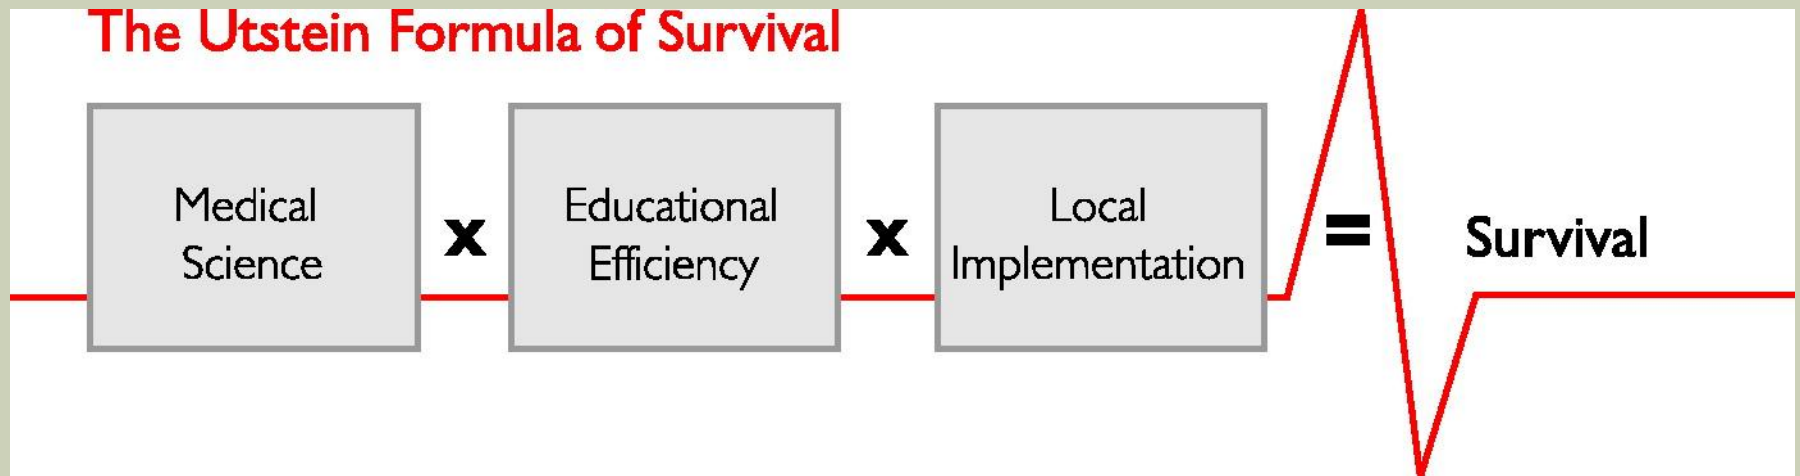 The Utstein Formula of Survival
Medical
Science
x
Educational
Efficiency
x
Local
Implementation
=
Survival